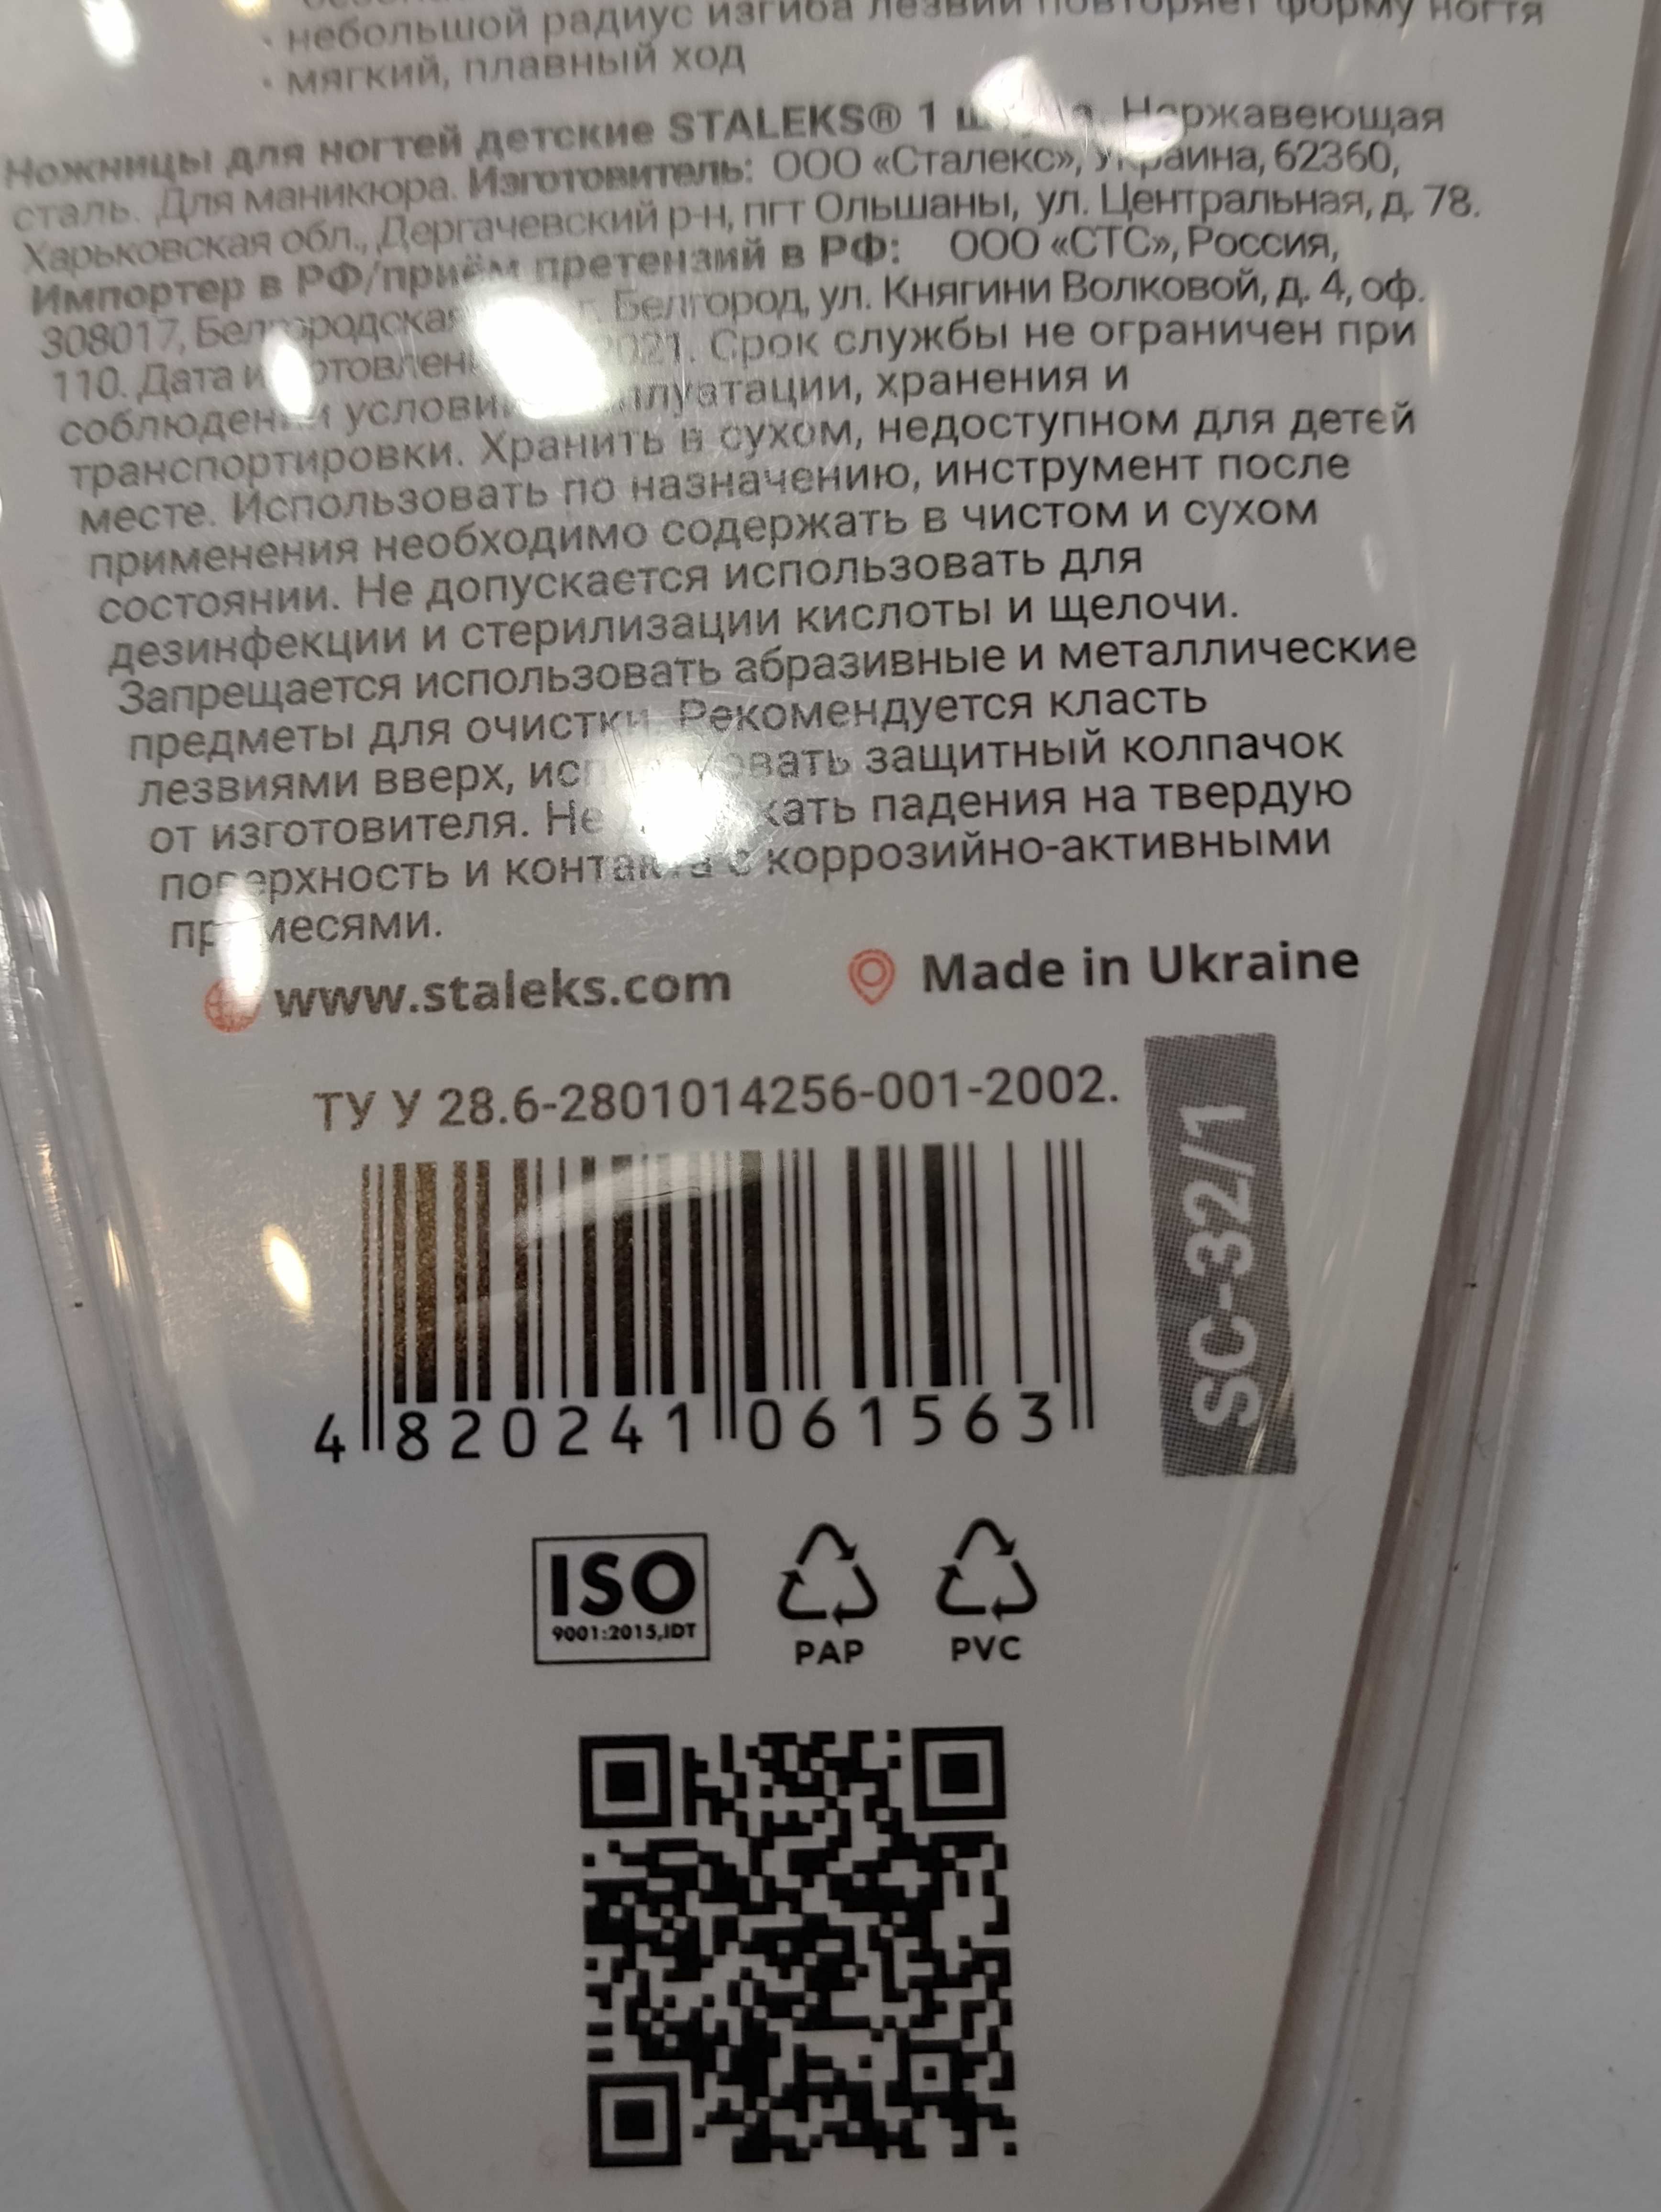 • небольшой радиус изгиба лезвий повторяет форму ногтя
• мягкий, плавный ход
Ножницы для ногтей детские STALEKS® 1 Нержавеющая
сталь. Для маникюра. Изготовитель: ООО «Сталекс», Украина, 62360,
Харьковская обл., Дергачевский р-н, пгт Ольшаны, ул. Центральная, д. 78.
Импортер в РФ/приём претензий в РФ: ООО «СТС», Россия,
308017, Белгородская г. Белгород, ул. Княгини Волковой, д. 4, оф.
110. Дата 2021. Срок службы не ограничен при
соблюдении хранения и
транспортировки. Хранить в сухом, недоступном для детей
месте. Использовать по назначению, инструмент после
применения необходимо содержать в чистом и сухом
состоянии. Не допускается использовать для
дезинфекции и стерилизации кислоты и щелочи.
Запрещается использовать абразивные и металлические
предметы для очистки. Рекомендуется класть
лезвиями вверх, защитный колпачок
от изготовителя. Не падения на твердую
поверхность и контакта с коррозийно-активными
примесями.
www.staleks.com Made in Ukraine
ТУ У 28.6-2801014256-001-2002.
SC-32/1
4 820241 061563
ISO
9001:2015,IDT
PAP PVC